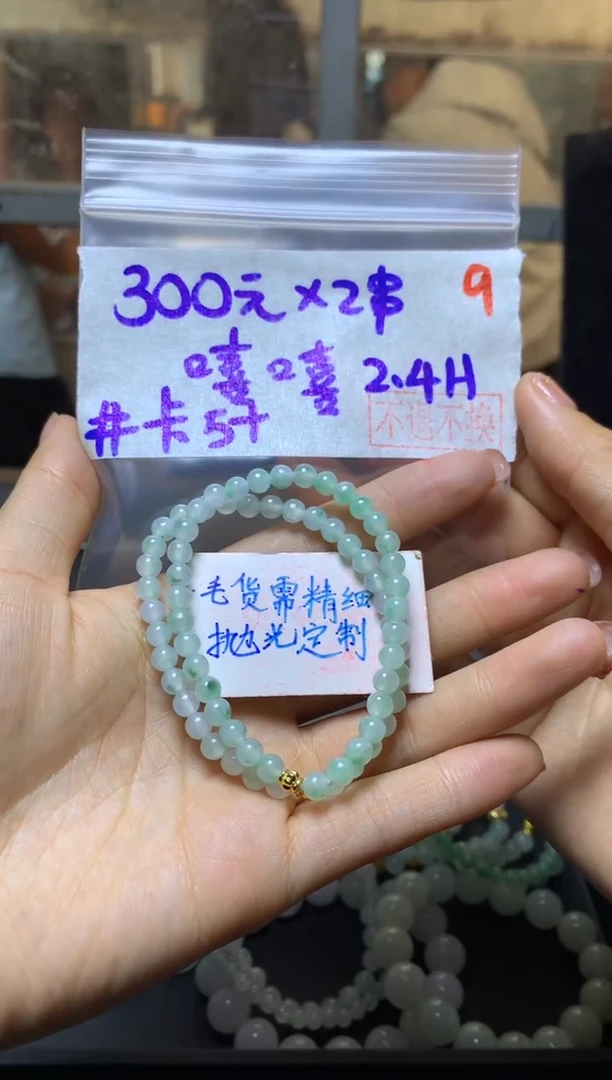 300元×2串 9
嘻嘻 2.4H
#卡57
不退不换
毛货需精细
抛光定制